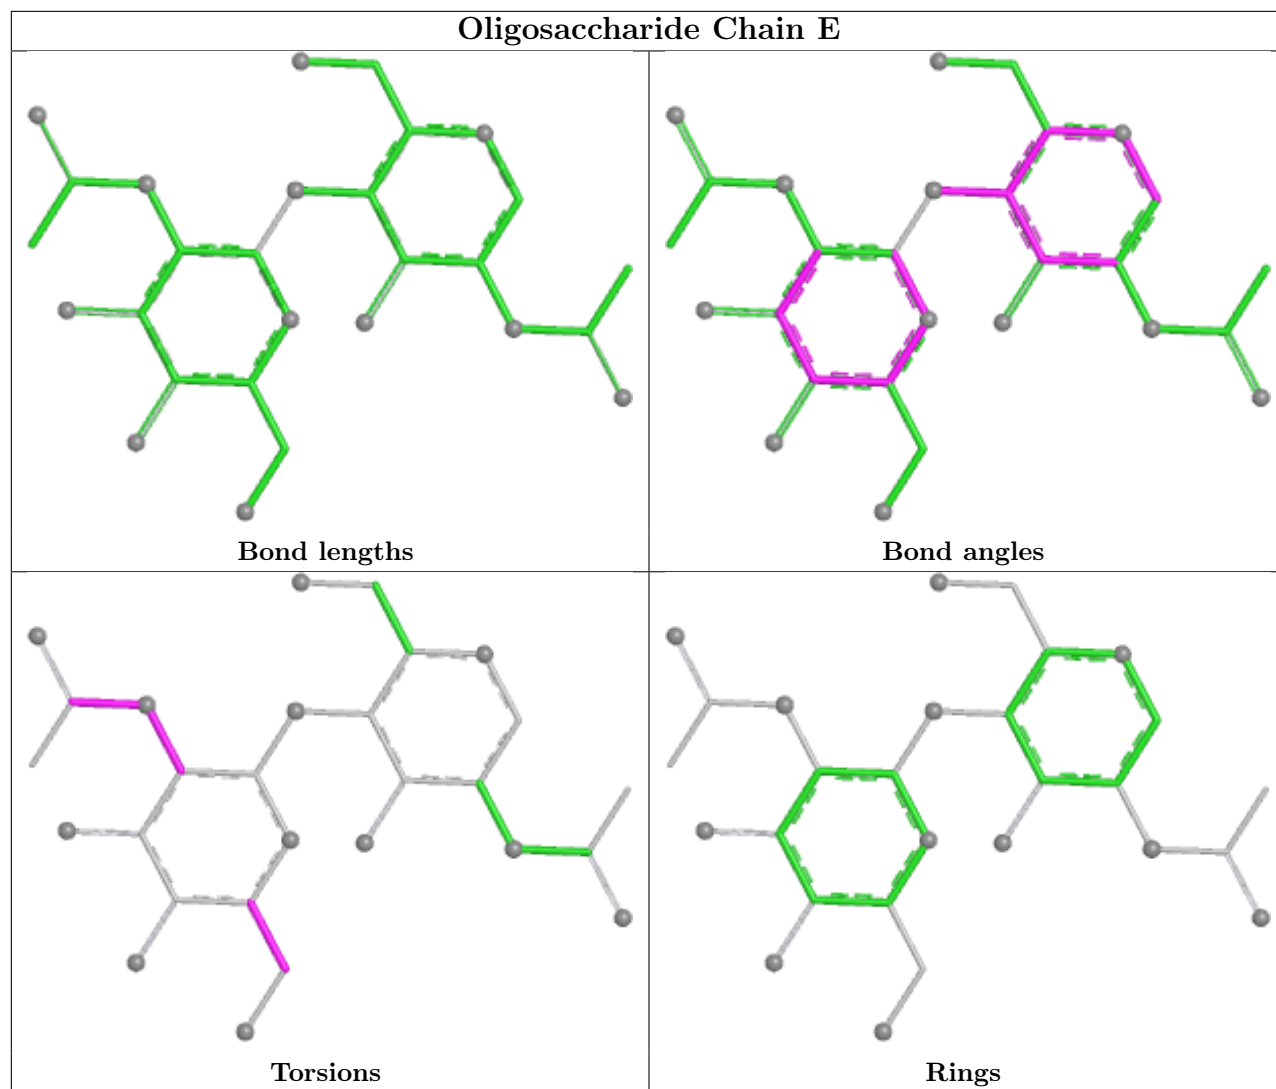 Oligosaccharide Chain E
Bond lengths
Bond angles
Torsions
Rings